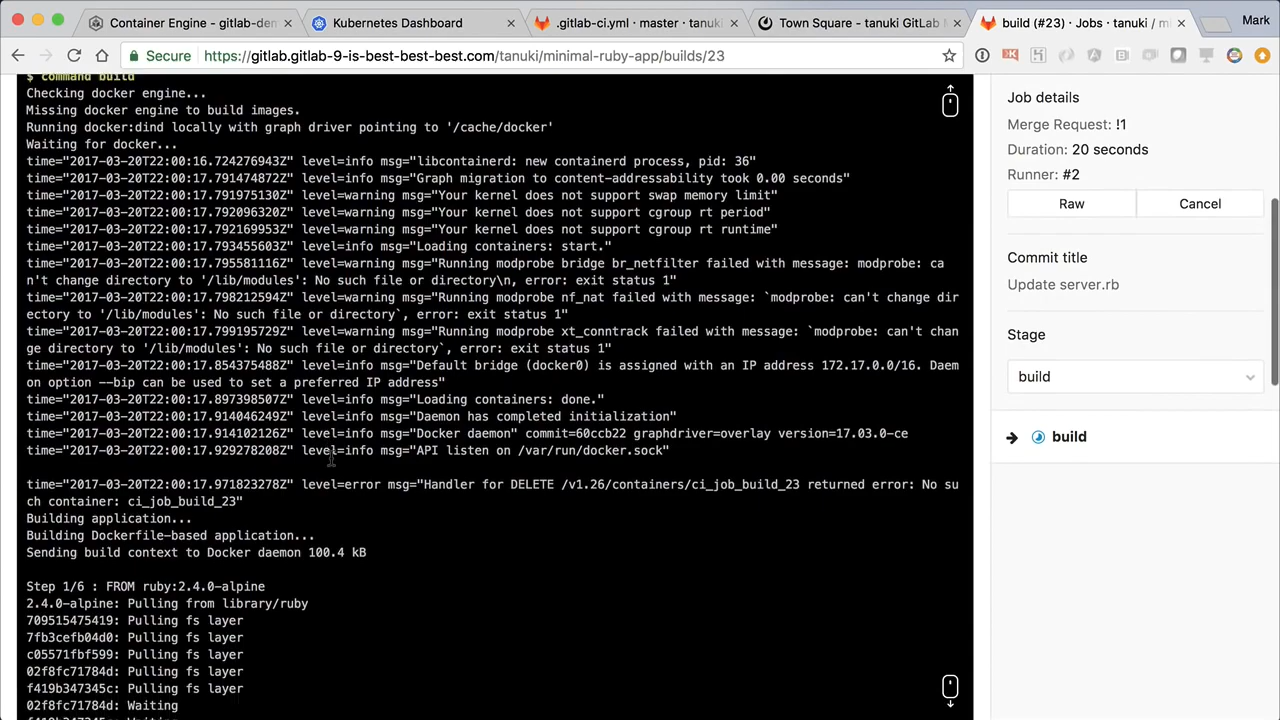 Container Engine - gitlab-den
Kubernetes Dashboard
.gitlab-ci.yml · master · tanuki
Town Square - tanuki GitLab M
build (#23) · Jobs · tanuki / mi
Mark
Secure
https://gitlab.gitlab-9-is-best-best-best.com/tanuki/minimal-ruby-app/builds/23
$ command build
Checking docker engine...
Missing docker engine to build images.
Running docker:dind locally with graph driver pointing to '/cache/docker'
Waiting for docker...
time="2017-03-20T22:00:16.724276943Z" level=info msg="libcontainerd: new containerd process, pid: 36"
time="2017-03-20T22:00:17.791474872Z" level=info msg="Graph migration to content-addressability took 0.00 seconds"
time="2017-03-20T22:00:17.791975130Z" level=warning msg="Your kernel does not support swap memory limit"
time="2017-03-20T22:00:17.792096320Z" level=warning msg="Your kernel does not support cgroup rt period"
time="2017-03-20T22:00:17.792169953Z" level=warning msg="Your kernel does not support cgroup rt runtime"
time="2017-03-20T22:00:17.793455603Z" level=info msg="Loading containers: start."
time="2017-03-20T22:00:17.795581116Z" level=warning msg="Running modprobe bridge br_netfilter failed with message: modprobe: ca
n't change directory to '/lib/modules': No such file or directory\n, error: exit status 1"
time="2017-03-20T22:00:17.798212594Z" level=warning msg="Running modprobe nf_nat failed with message: `modprobe: can't change dir
ectory to '/lib/modules': No such file or directory`, error: exit status 1"
time="2017-03-20T22:00:17.799195729Z" level=warning msg="Running modprobe xt_conntrack failed with message: `modprobe: can't chan
ge directory to '/lib/modules': No such file or directory`, error: exit status 1"
time="2017-03-20T22:00:17.854375488Z" level=info msg="Default bridge (docker0) is assigned with an IP address 172.17.0.0/16. Daem
on option --bip can be used to set a preferred IP address"
time="2017-03-20T22:00:17.897398507Z" level=info msg="Loading containers: done."
time="2017-03-20T22:00:17.914046249Z" level=info msg="Daemon has completed initialization"
time="2017-03-20T22:00:17.914102126Z" level=info msg="Docker daemon" commit=60ccb22 graphdriver=overlay version=17.03.0-ce
time="2017-03-20T22:00:17.929278208Z" level=info msg="API listen on /var/run/docker.sock"
time="2017-03-20T22:00:17.971823278Z" level=error msg="Handler for DELETE /v1.26/containers/ci_job_build_23 returned error: No su
ch container: ci_job_build_23"
Building application...
Building Dockerfile-based application...
Sending build context to Docker daemon 100.4 kB
Step 1/6 : FROM ruby:2.4.0-alpine
2.4.0-alpine: Pulling from library/ruby
709515475419: Pulling fs layer
7fb3cefb04d0: Pulling fs layer
c05571fbf599: Pulling fs layer
02f8fc71784d: Pulling fs layer
f419b347345c: Pulling fs layer
02f8fc71784d: Waiting
Job details
Merge Request: !1
Duration: 20 seconds
Runner: #2
Raw
Cancel
Commit title
Update server.rb
Stage
build
build